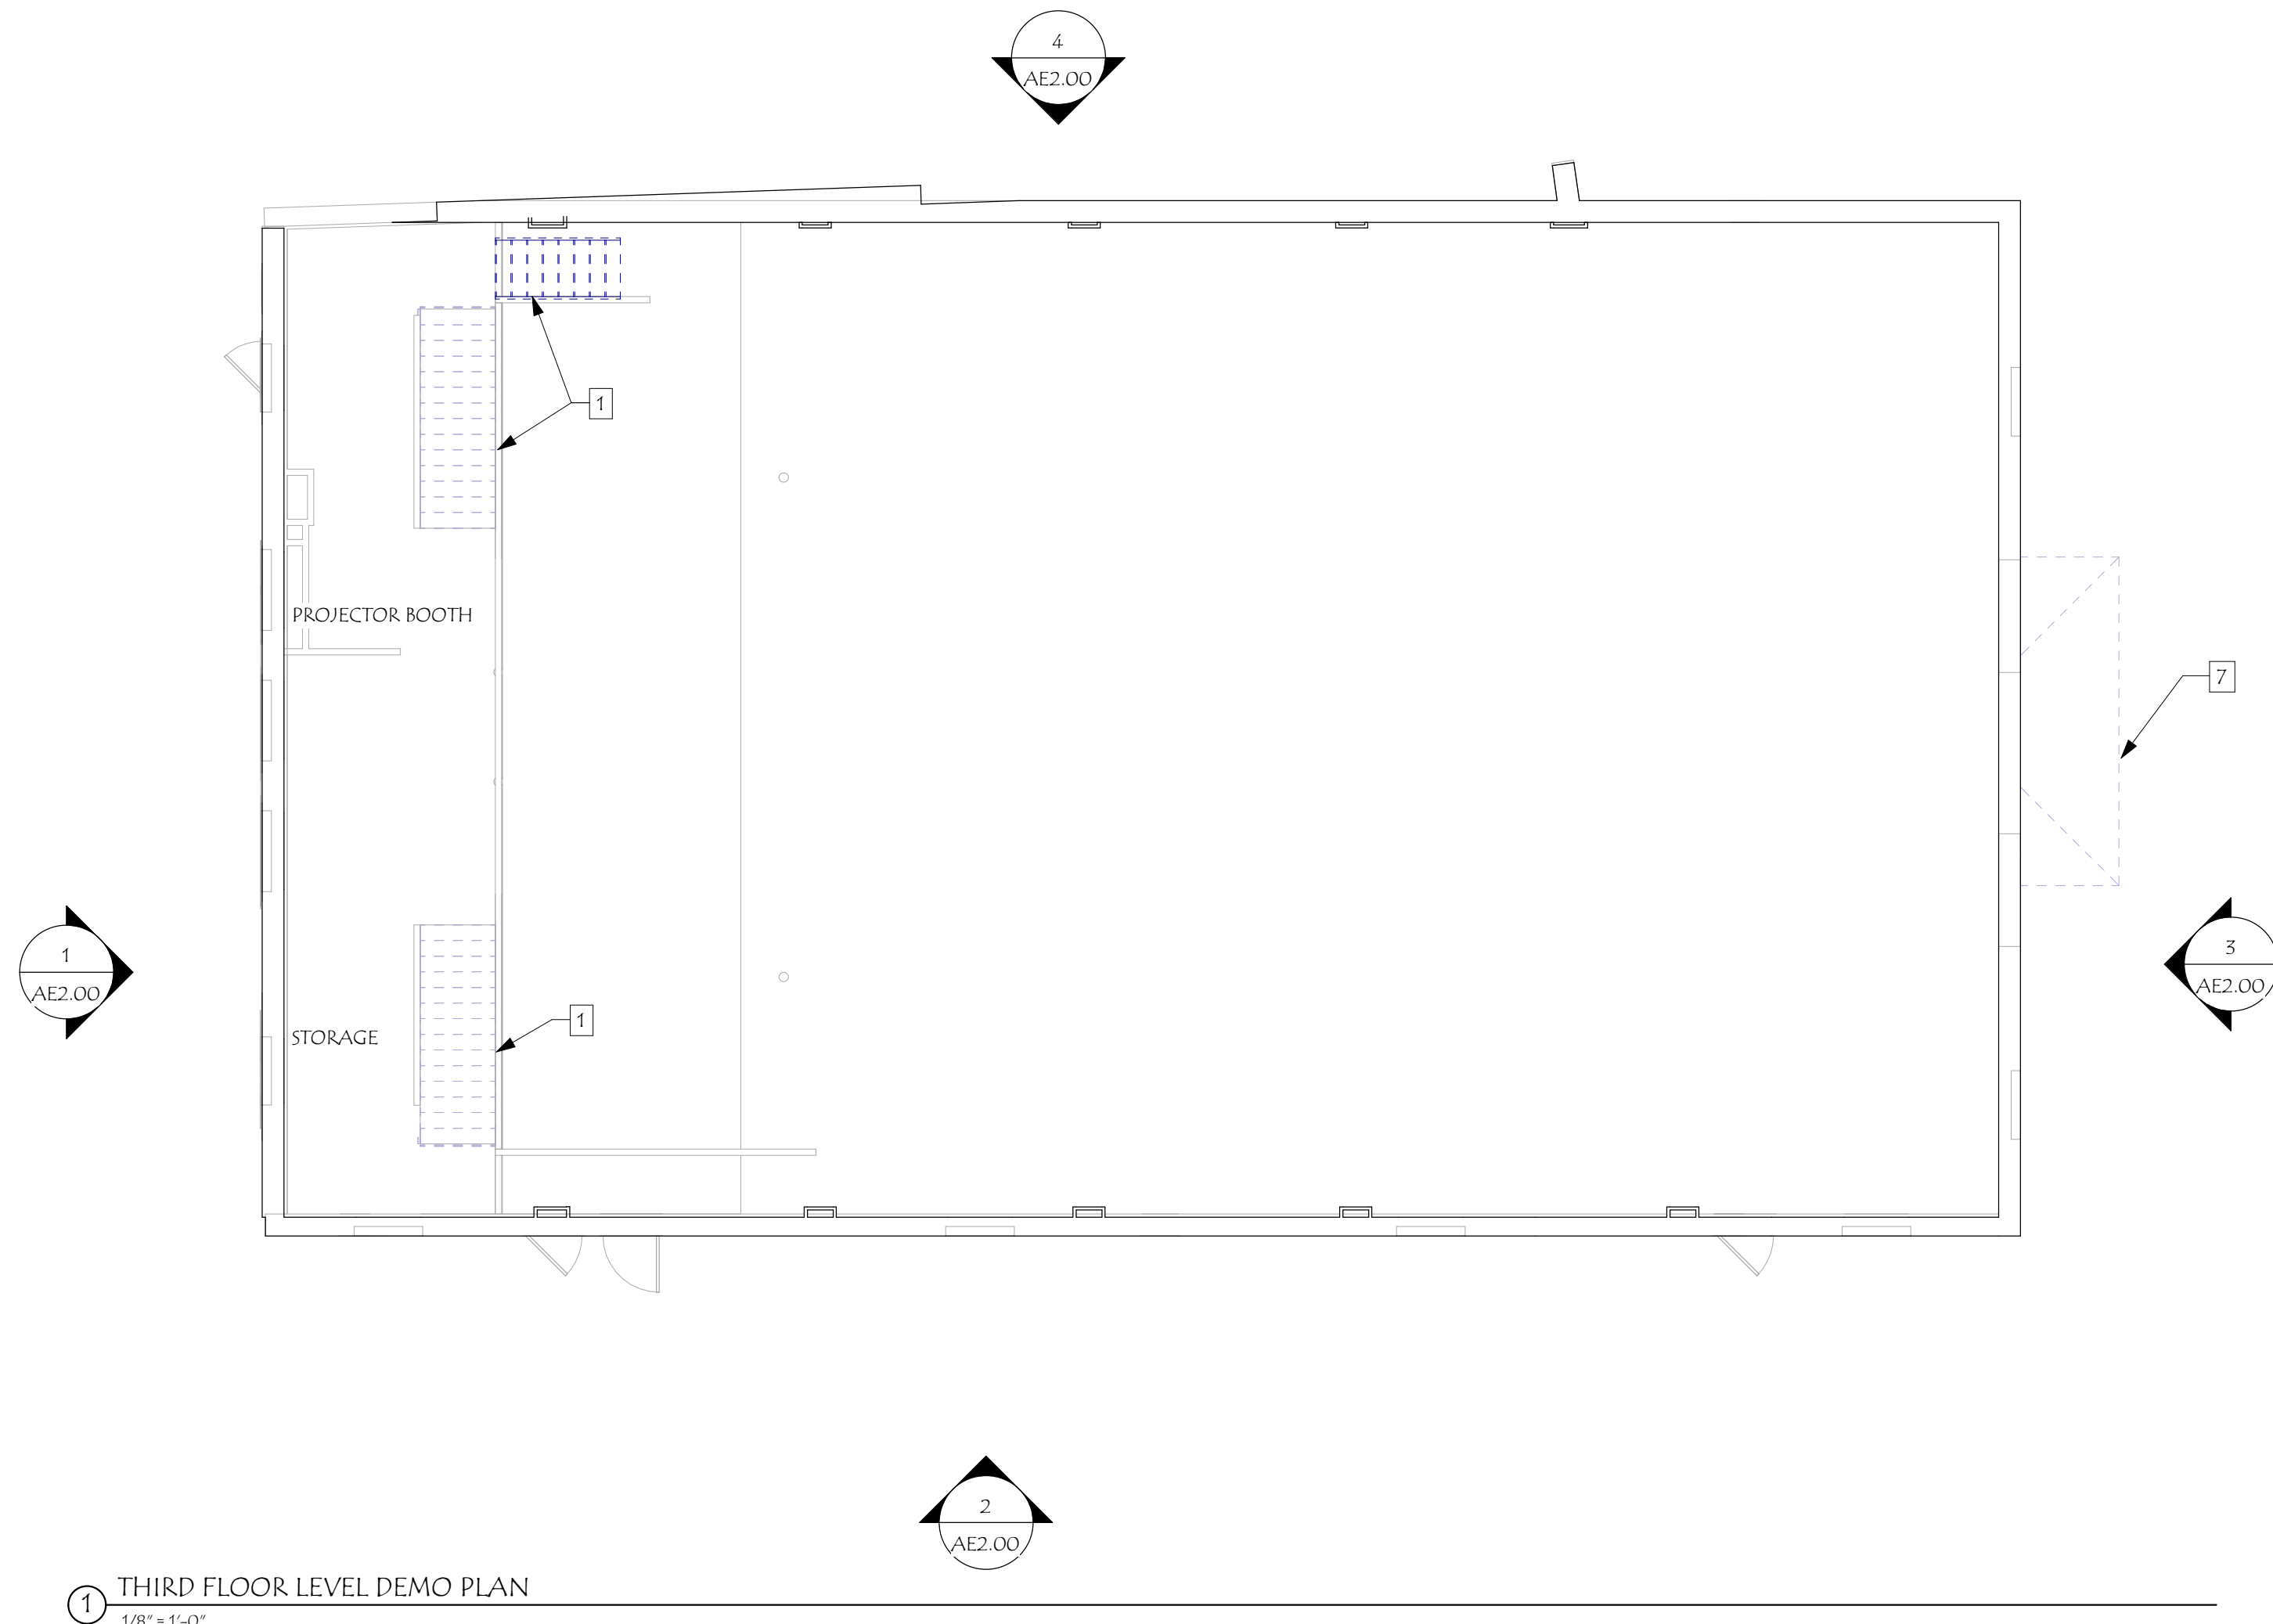 4
AE2.00
1
7
PROJECTOR BOOTH
1
AE2.00
3
AE2.00
1
STORAGE
2
AE2.00
THIRD FLOOR LEVEL DEMO PLAN
1
1/8" = 1'-0"